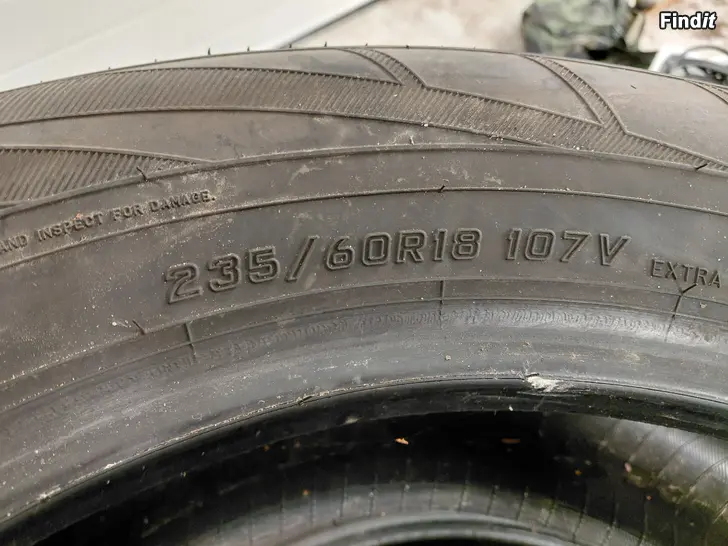 Findit
AND INSPECT FOR DAMAGE.
235/60R18 107V EXTRA